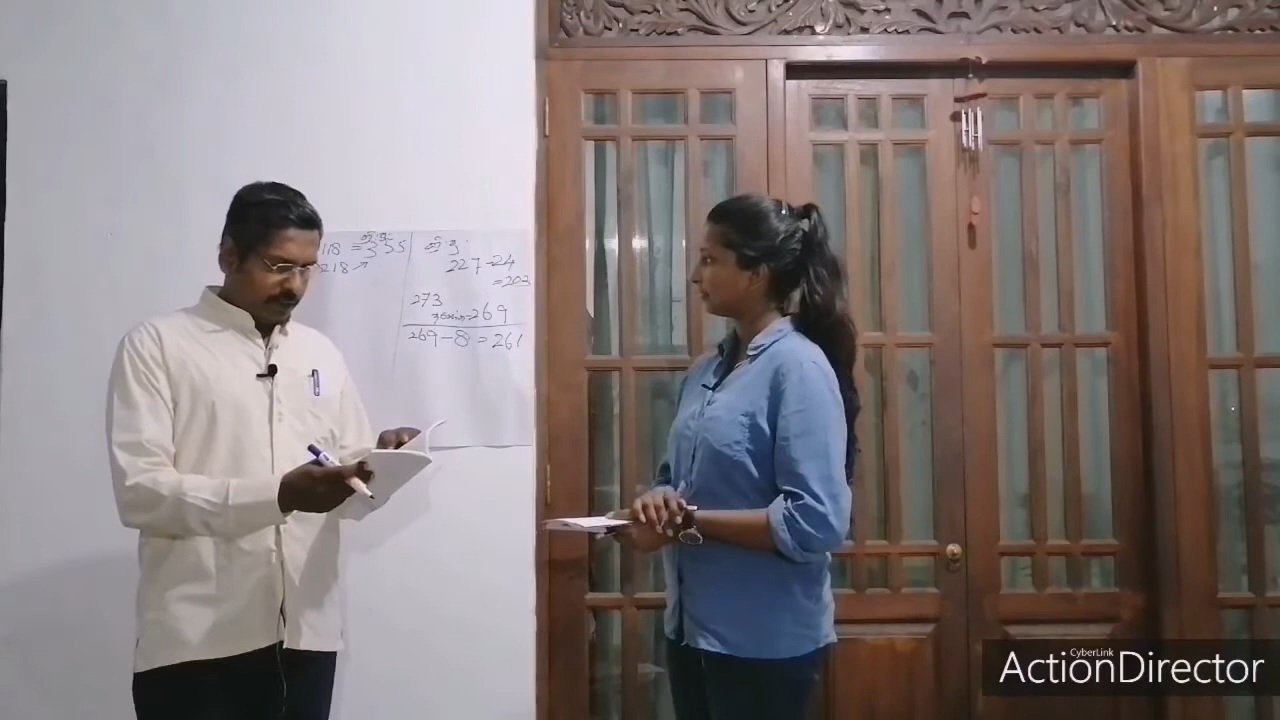 118 = 355
218 ↗
கி.மு.
227-24
=203
273
269
269-8=261
CyberLink
ActionDirector